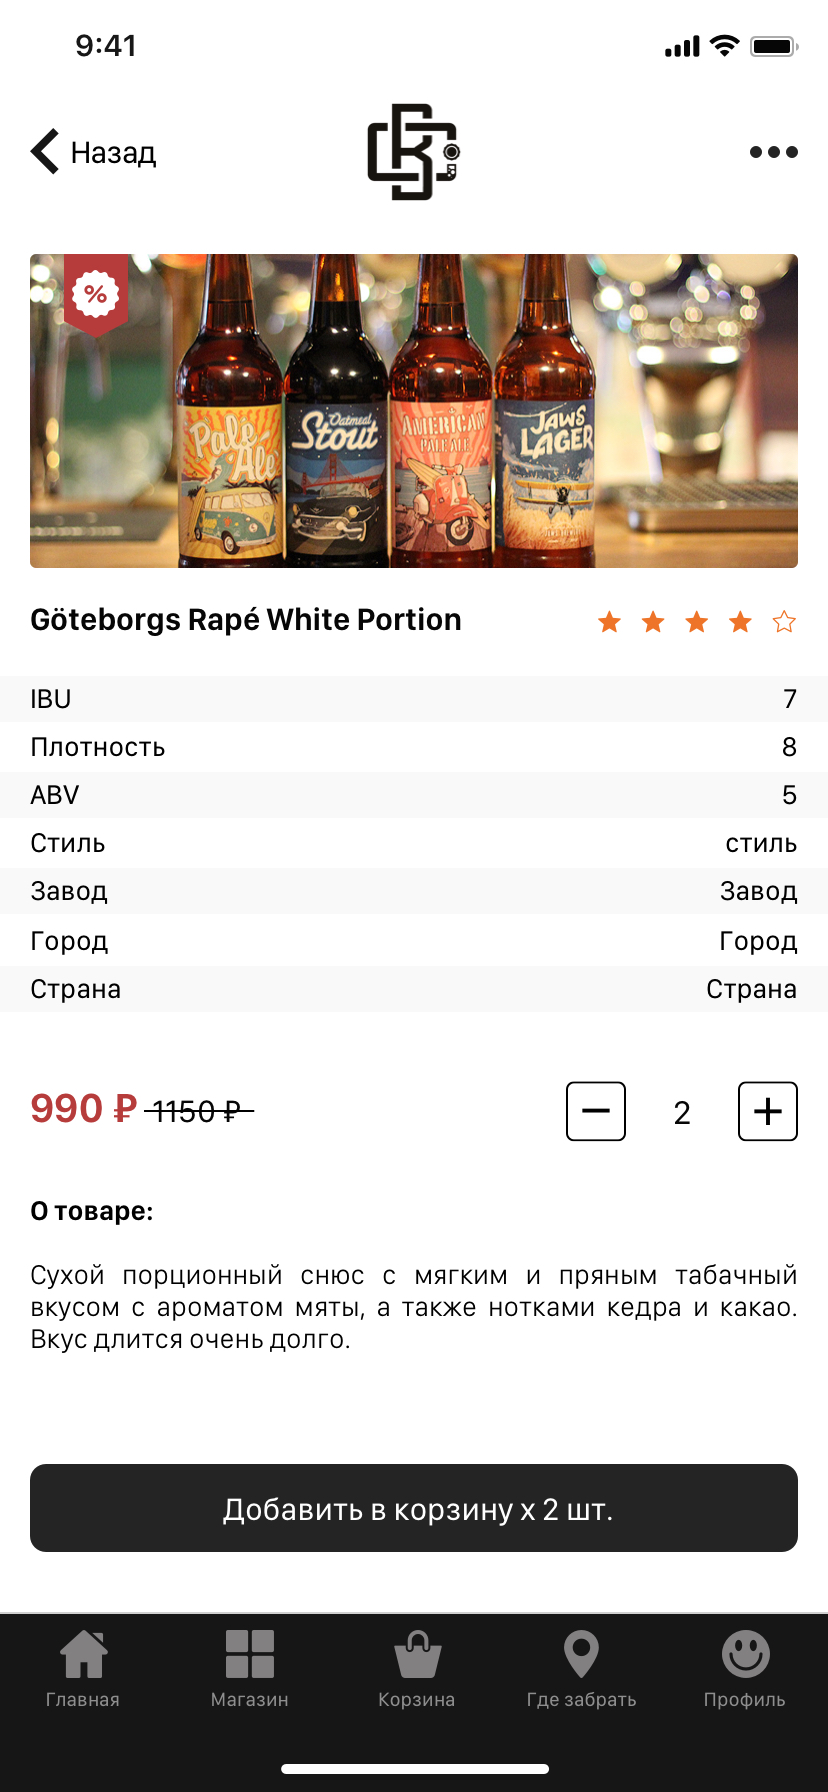 9:41
Назад
%
Pale
Ale
Oatmeal
Stout
AMERICAN
PALE ALE
JAWS
LAGER
Göteborgs Rapé White Portion
IBU 7
Плотность 8
ABV 5
Стиль стиль
Завод Завод
Город Город
Страна Страна
990 ₽ 1150 ₽ 2
О товаре:
Сухой порционный снюс с мягким и пряным табачный
вкусом с ароматом мяты, а также нотками кедра и какао.
Вкус длится очень долго.
Добавить в корзину x 2 шт.
Главная Магазин Корзина Где забрать Профиль